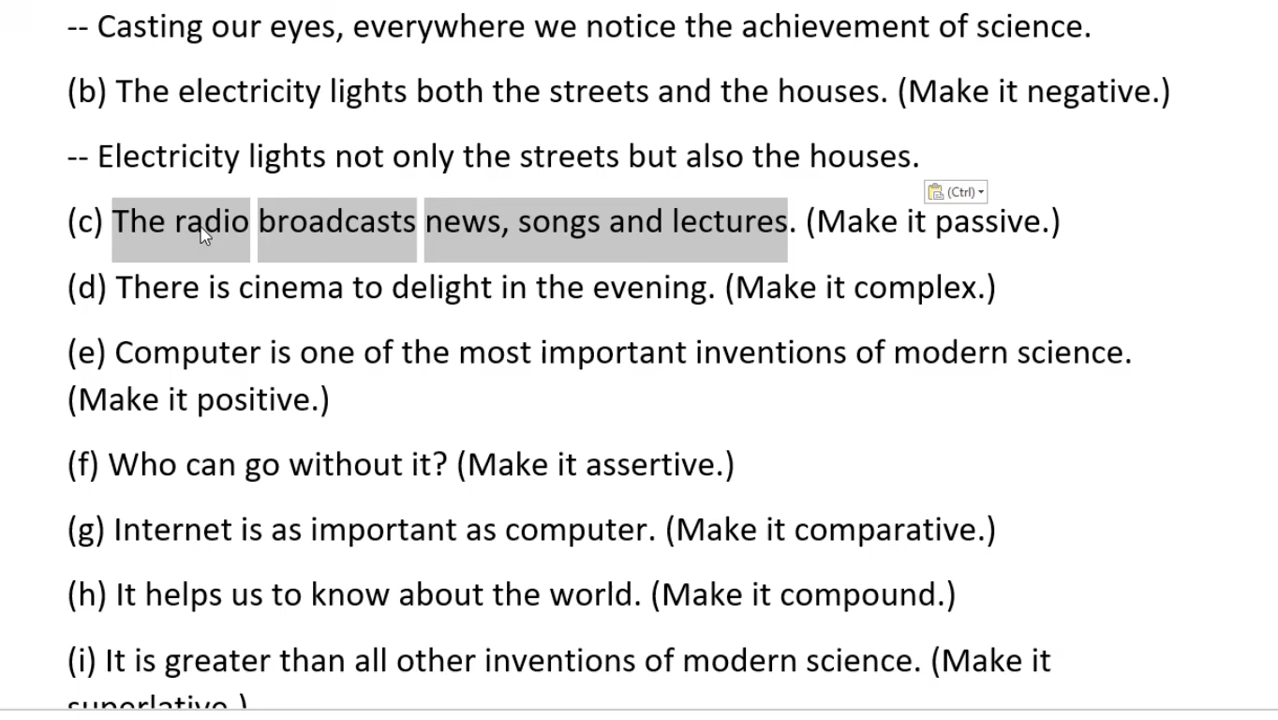 -- Casting our eyes, everywhere we notice the achievement of science.
(b) The electricity lights both the streets and the houses. (Make it negative.)
-- Electricity lights not only the streets but also the houses.
(Ctrl)
(c) The radio broadcasts news, songs and lectures. (Make it passive.)
(d) There is cinema to delight in the evening. (Make it complex.)
(e) Computer is one of the most important inventions of modern science.
(Make it positive.)
(f) Who can go without it? (Make it assertive.)
(g) Internet is as important as computer. (Make it comparative.)
(h) It helps us to know about the world. (Make it compound.)
(i) It is greater than all other inventions of modern science. (Make it
superlative.)